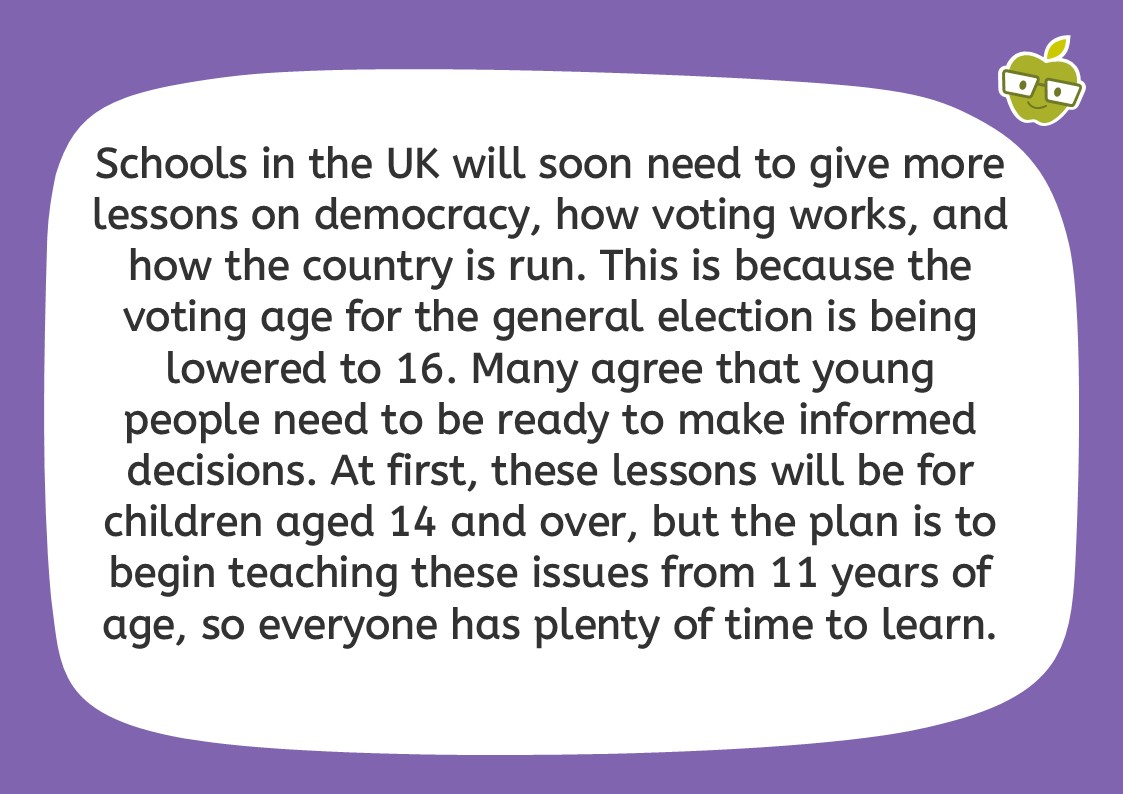 Schools in the UK will soon need to give more
lessons on democracy, how voting works, and
how the country is run. This is because the
voting age for the general election is being
lowered to 16. Many agree that young
people need to be ready to make informed
decisions. At first, these lessons will be for
children aged 14 and over, but the plan is to
begin teaching these issues from 11 years of
age, so everyone has plenty of time to learn.